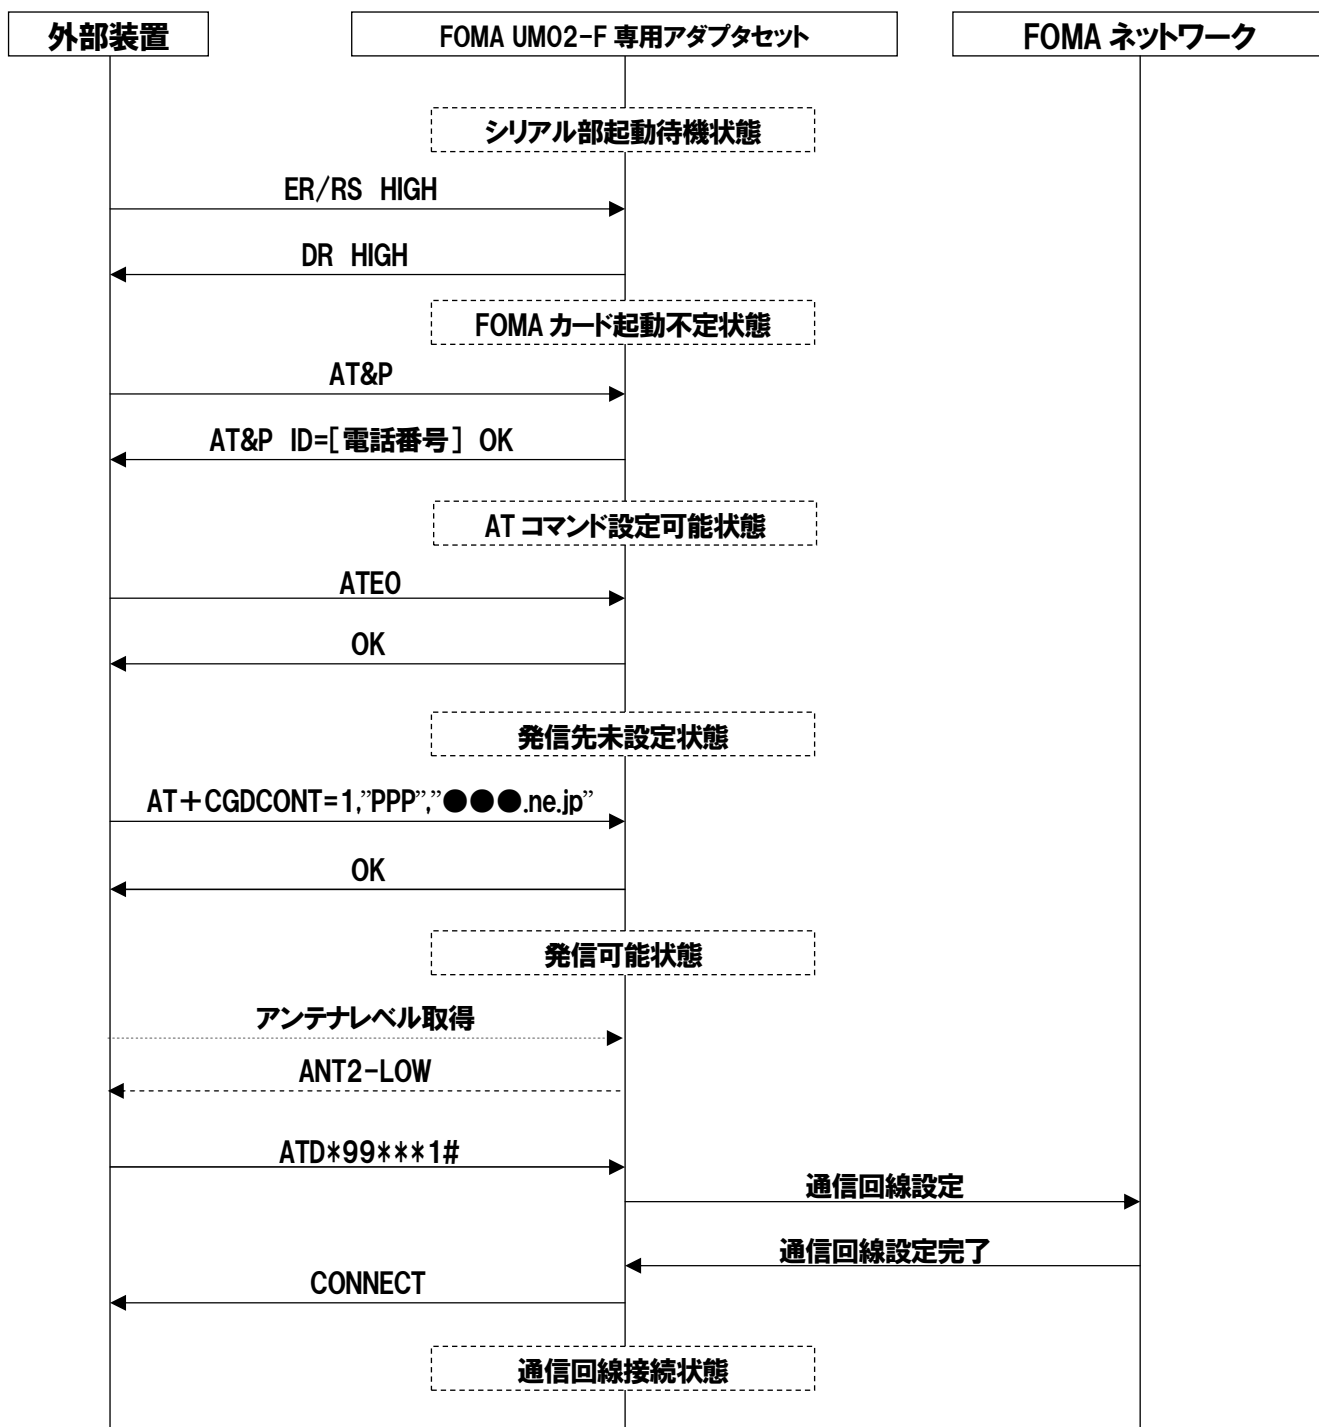 外部装置
FOMA UM02-F 専用アダプタセット
FOMA ネットワーク
シリアル部起動待機状態
ER/RS HIGH
DR HIGH
FOMA カード起動不定状態
AT&P
AT&P ID=[電話番号] OK
AT コマンド設定可能状態
ATE0
OK
発信先未設定状態
AT+CGDCONT=1,”PPP”,”●●●.ne.jp”
OK
発信可能状態
アンテナレベル取得
ANT2-LOW
ATD*99***1#
通信回線設定
通信回線設定完了
CONNECT
通信回線接続状態